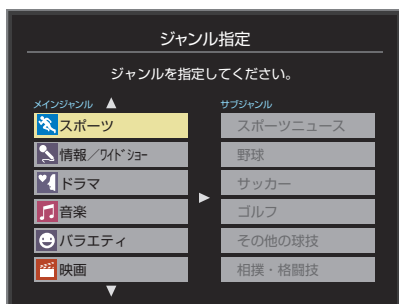 ジャンル指定
ジャンルを指定してください。
メインジャンル
スポーツ
情報／ワイドショー
ドラマ
音楽
バラエティ
映画
サブジャンル
スポーツニュース
野球
サッカー
ゴルフ
その他の球技
相撲・格闘技